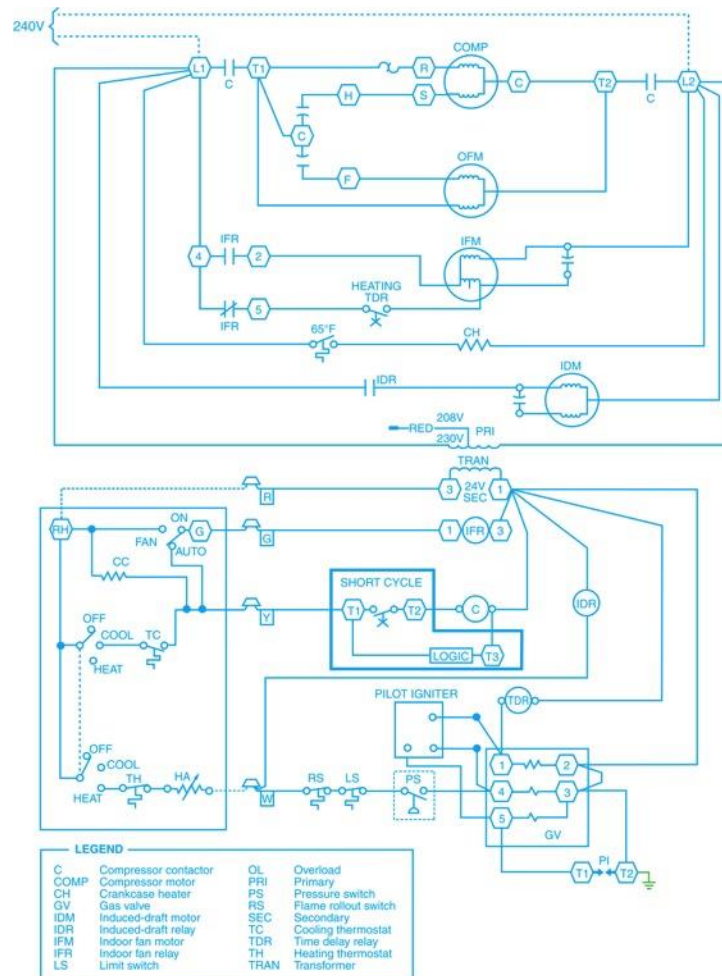 240V
COMP
L1
C
T1
R
C
T2
C
L2
H
S
C
OFM
F
IFR
IFM
4
2
HEATING
TDR
5
IFR
65°F
CH
IDR
IDM
208V
RED
PRI
230V
TRAN
R
3
24V
SEC
1
RH
ON
FAN
G
AUTO
G
1
IFR
3
CC
SHORT CYCLE
IDR
OFF
COOL
TC
HEAT
Y
T1
T2
C
LOGIC
T3
PILOT IGNITER
TDR
OFF
COOL
HEAT
TH
HA
W
RS
LS
PS
1
2
4
3
5
GV
T1
PI
T2
LEGEND
C Compressor contactor OL Overload
COMP Compressor motor PRI Primary
CH Crankcase heater PS Pressure switch
GV Gas valve RS Flame rollout switch
IDM Induced-draft motor SEC Secondary
IDR Induced-draft relay TC Cooling thermostat
IFM Indoor fan motor TDR Time delay relay
IFR Indoor fan relay TH Heating thermostat
LS Limit switch TRAN Transformer